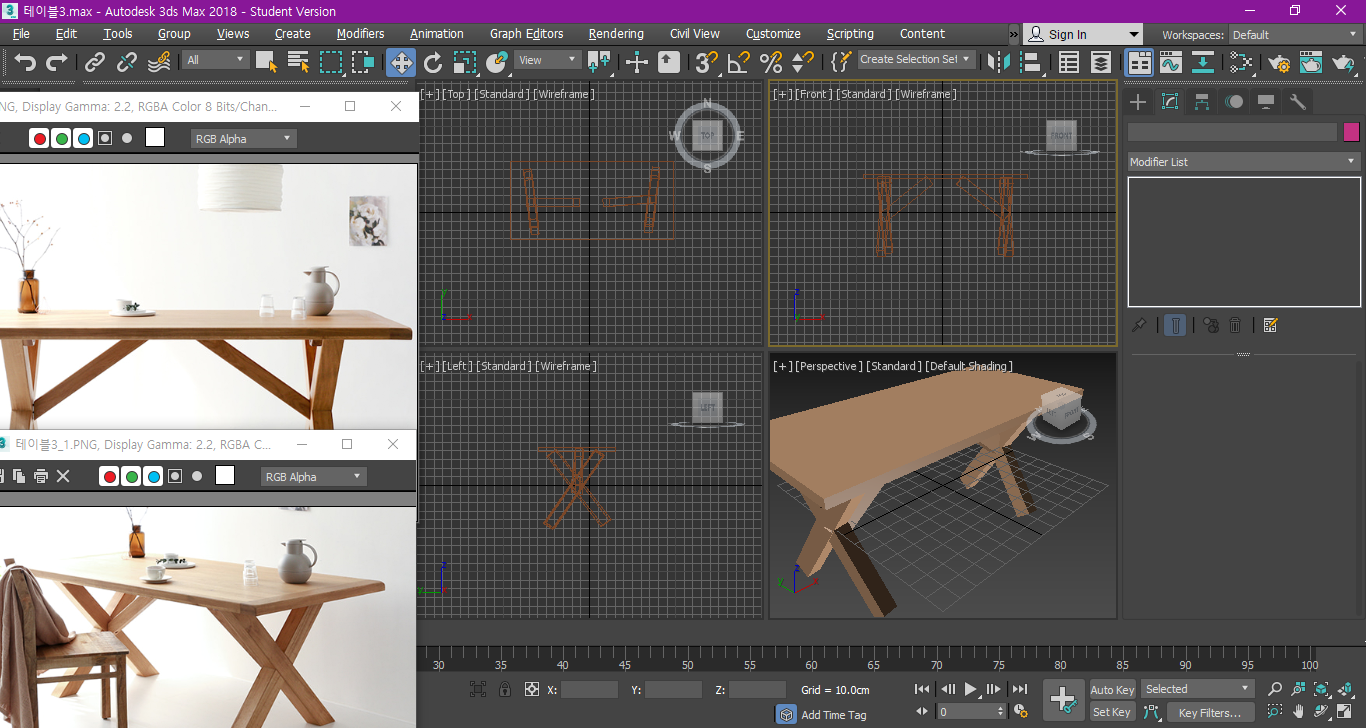 테이블3.max - Autodesk 3ds Max 2018 - Student Version
File Edit Tools Group Views Create Modifiers Animation Graph Editors Rendering Civil View Customize Scripting Content
Sign In
Workspaces: Default
All
View
Create Selection Set
NG, Display Gamma: 2.2, RGBA Color 8 Bits/Chan...
RGB Alpha
[+] [Top ] [Standard ] [Wireframe ]
N
W TOP E
S
y
z x
[+] [Front ] [Standard ] [Wireframe ]
FRONT
z
y x
Modifier List
테이블3_1.PNG, Display Gamma: 2.2, RGBA C...
RGB Alpha
[+] [Left ] [Standard ] [Wireframe ]
LEFT
z
y
[+] [Perspective ] [Standard ] [Default Shading ]
z
y x
30 35 40 45 50 55 60 65 70 75 80 85 90 95 100
X: Y: Z: Grid = 10.0cm
Add Time Tag
0
Auto Key Selected
Set Key Key Filters...